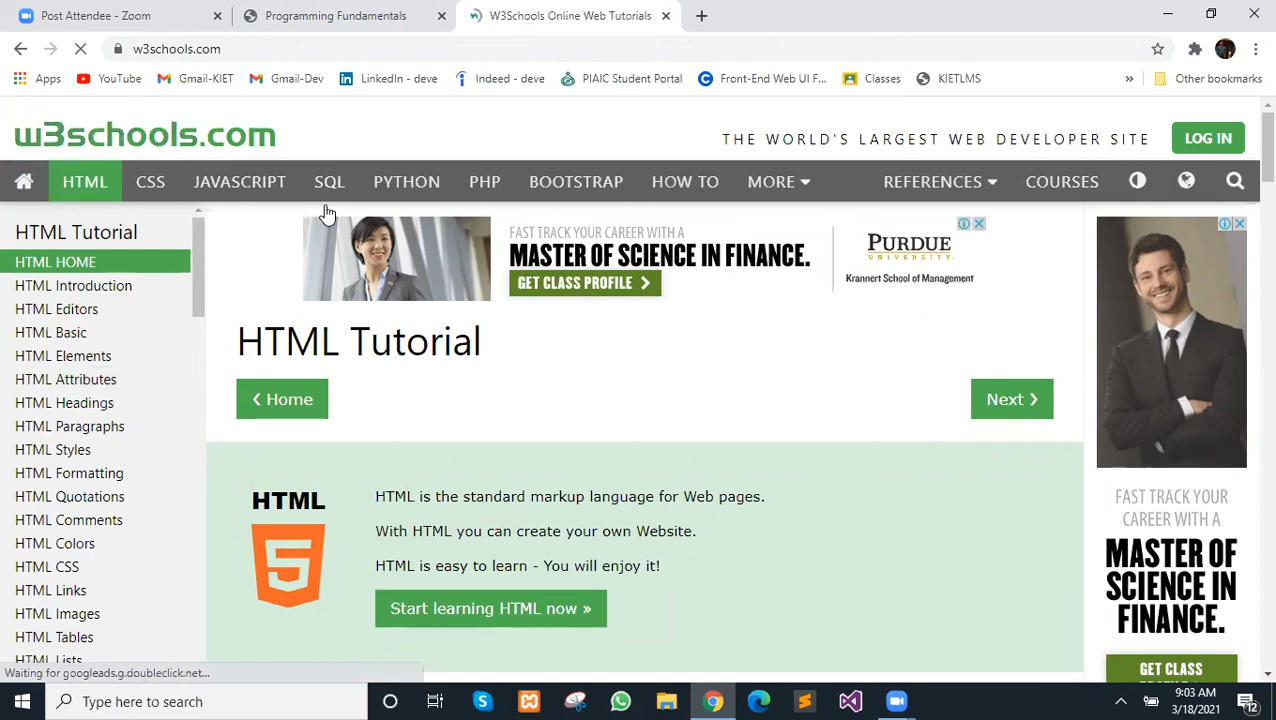 Post Attendee - Zoom
Programming Fundamentals
W3Schools Online Web Tutorials
w3schools.com
Apps
YouTube
Gmail-KIET
Gmail-Dev
LinkedIn - deve
Indeed - deve
PIAIC Student Portal
Front-End Web UI F...
Classes
KIETLMS
»
Other bookmarks
w3schools.com
THE WORLD'S LARGEST WEB DEVELOPER SITE
LOG IN
HTML CSS JAVASCRIPT SQL PYTHON PHP BOOTSTRAP HOW TO MORE REFERENCES COURSES
HTML Tutorial
HTML HOME
HTML Introduction
HTML Editors
HTML Basic
HTML Elements
HTML Attributes
HTML Headings
HTML Paragraphs
HTML Styles
HTML Formatting
HTML Quotations
HTML Comments
HTML Colors
HTML CSS
HTML Links
HTML Images
HTML Tables
HTML Lists
FAST TRACK YOUR CAREER WITH A
MASTER OF SCIENCE IN FINANCE.
GET CLASS PROFILE
PURDUE
UNIVERSITY
Krannert School of Management
HTML Tutorial
❮ Home
Next ❯
HTML
5
HTML is the standard markup language for Web pages.
With HTML you can create your own Website.
HTML is easy to learn - You will enjoy it!
Start learning HTML now »
FAST TRACK YOUR
CAREER WITH A
MASTER OF
SCIENCE IN
FINANCE.
GET CLASS
Waiting for googleads.g.doubleclick.net...
Type here to search
9:03 AM
3/18/2021
12